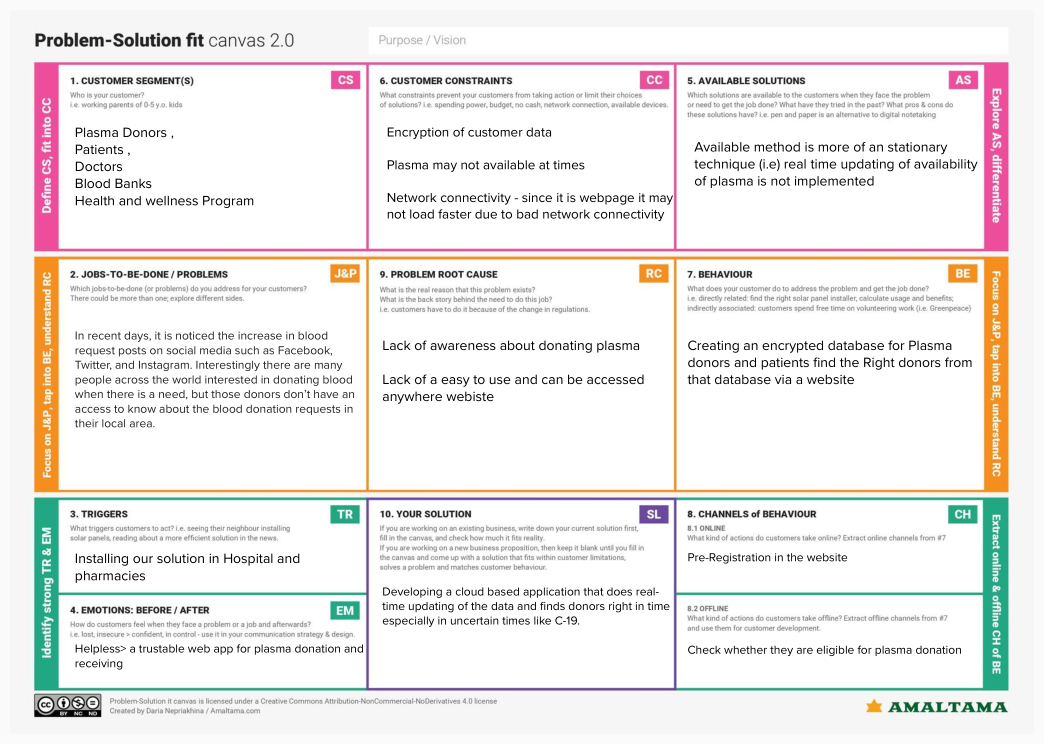 Problem-Solution fit canvas 2.0
Purpose / Vision
Define CS, fit into CC
1. CUSTOMER SEGMENT(S)
CS
Who is your customer?
i.e. working parents of 0-5 y.o. kids
Plasma Donors ,
Patients ,
Doctors
Blood Banks
Health and wellness Program
6. CUSTOMER CONSTRAINTS
CC
What constraints prevent your customers from taking action or limit their choices
of solutions? i.e. spending power, budget, no cash, network connection, available devices.
Encryption of customer data
Plasma may not available at times
Network connectivity - since it is webpage it may
not load faster due to bad network connectivity
5. AVAILABLE SOLUTIONS
AS
Which solutions are available to the customers when they face the problem
or need to get the job done? What have they tried in the past? What pros & cons do
these solutions have? i.e. pen and paper is an alternative to digital notetaking
Available method is more of an stationary
technique (i.e) real time updating of availability
of plasma is not implemented
Explore AS, differentiate
Focus on J&P, tap into BE, understand RC
2. JOBS-TO-BE-DONE / PROBLEMS
J&P
Which jobs-to-be-done (or problems) do you address for your customers?
There could be more than one; explore different sides.
In recent days, it is noticed the increase in blood
request posts on social media such as Facebook,
Twitter, and Instagram. Interestingly there are many
people across the world interested in donating blood
when there is a need, but those donors don't have an
access to know about the blood donation requests in
their local area.
9. PROBLEM ROOT CAUSE
RC
What is the real reason that this problem exists?
What is the back story behind the need to do this job?
i.e. customers have to do it because of the change in regulations.
Lack of awareness about donating plasma
Lack of a easy to use and can be accessed
anywhere webiste
7. BEHAVIOUR
BE
What does your customer do to address the problem and get the job done?
i.e. directly related: find the right solar panel installer, calculate usage and benefits;
indirectly associated: customers spend free time on volunteering work (i.e. Greenpeace)
Creating an encrypted database for Plasma
donors and patients find the Right donors from
that database via a website
Focus on J&P, tap into BE, understand RC
Identify strong TR & EM
3. TRIGGERS
TR
What triggers customers to act? i.e. seeing their neighbour installing
solar panels, reading about a more efficient solution in the news.
Installing our solution in Hospital and
pharmacies
4. EMOTIONS: BEFORE / AFTER
EM
How do customers feel when they face a problem or a job and afterwards?
i.e. lost, insecure > confident, in control - use it in your communication strategy & design.
Helpless> a trustable web app for plasma donation and
receiving
10. YOUR SOLUTION
SL
If you are working on an existing business, write down your current solution first,
fill in the canvas, and check how much it fits reality.
If you are working on a new business proposition, then keep it blank until you fill in
the canvas and come up with a solution that fits within customer limitations,
solves a problem and matches customer behaviour.
Developing a cloud based application that does real-
time updating of the data and finds donors right in time
especially in uncertain times like C-19.
8. CHANNELS of BEHAVIOUR
CH
8.1 ONLINE
What kind of actions do customers take online? Extract online channels from #7
Pre-Registration in the website
8.2 OFFLINE
What kind of actions do customers take offline? Extract offline channels from #7
and use them for customer development.
Check whether they are eligible for plasma donation
Extract online & offline CH of BE
cc BY NC ND
Problem-Solution it canvas is licensed under a Creative Commons Attribution-NonCommercial-NoDerivatives 4.0 license
Created by Daria Nepriakhina / Amaltama.com
AMALTAMA